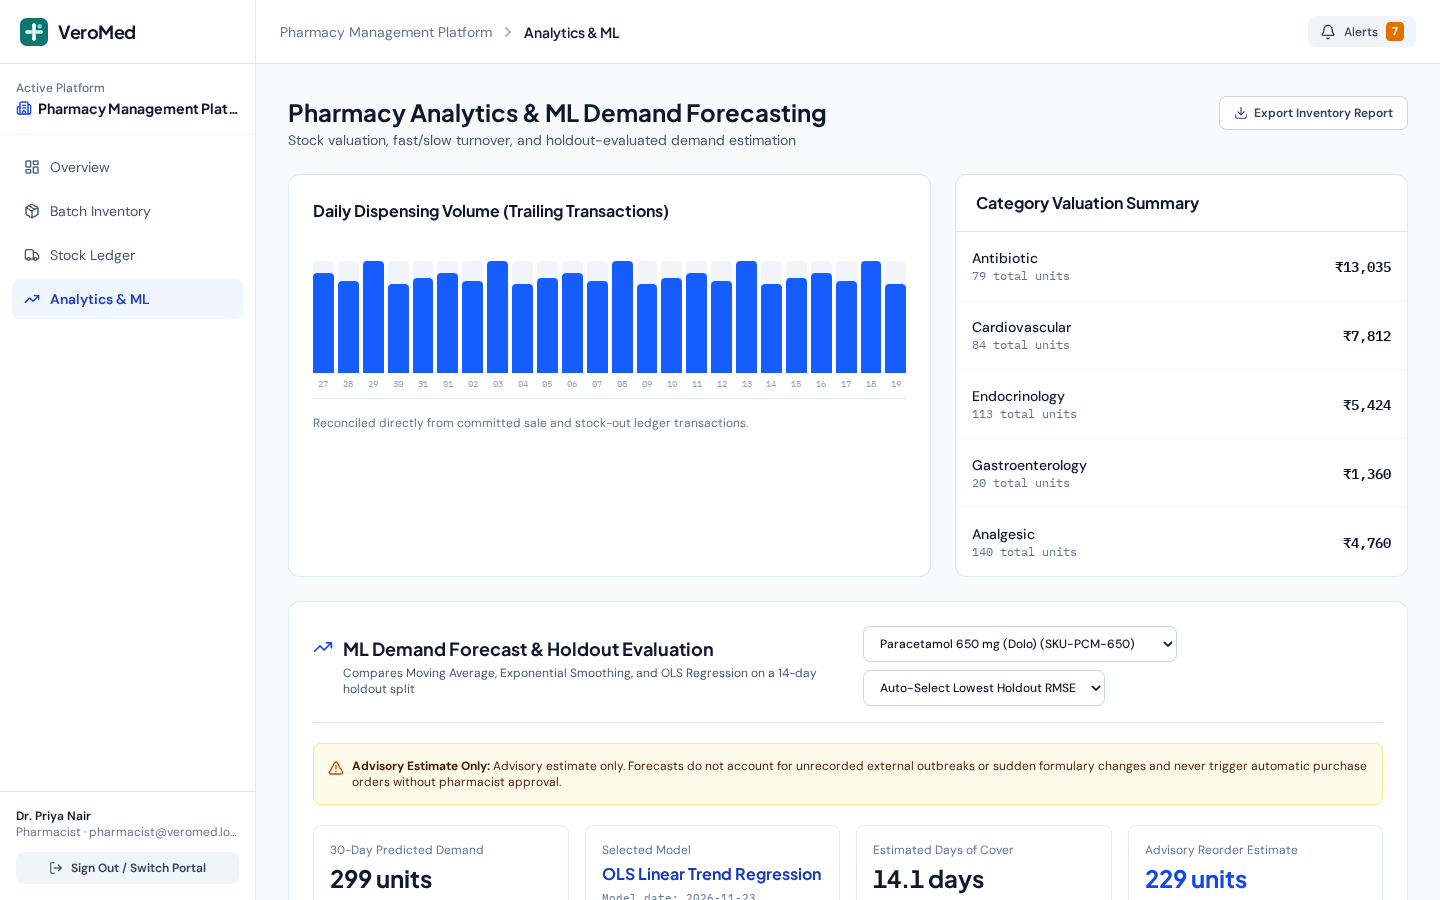 VeroMed
Pharmacy Management Platform
Analytics & ML
Alerts
7
Active Platform
Pharmacy Management Plat...
Overview
Batch Inventory
Stock Ledger
Analytics & ML
Dr. Priya Nair
Pharmacist · pharmacist@veromed.lo...
Sign Out / Switch Portal
Pharmacy Analytics & ML Demand Forecasting
Stock valuation, fast/slow turnover, and holdout-evaluated demand estimation
Export Inventory Report
Daily Dispensing Volume (Trailing Transactions)
27 28 29 30 31 01 02 03 04 05 06 07 08 09 10 11 12 13 14 15 16 17 18 19
Reconciled directly from committed sale and stock-out ledger transactions.
Category Valuation Summary
Antibiotic
79 total units
₹13,035
Cardiovascular
84 total units
₹7,812
Endocrinology
113 total units
₹5,424
Gastroenterology
20 total units
₹1,360
Analgesic
140 total units
₹4,760
ML Demand Forecast & Holdout Evaluation
Compares Moving Average, Exponential Smoothing, and OLS Regression on a 14-day
holdout split
Paracetamol 650 mg (Dolo) (SKU-PCM-650)
Auto-Select Lowest Holdout RMSE
Advisory Estimate Only: Advisory estimate only. Forecasts do not account for unrecorded external outbreaks or sudden formulary changes and never trigger automatic purchase
orders without pharmacist approval.
30-Day Predicted Demand
299 units
Selected Model
OLS Linear Trend Regression
Model date: 2026-11-23
Estimated Days of Cover
14.1 days
Advisory Reorder Estimate
229 units